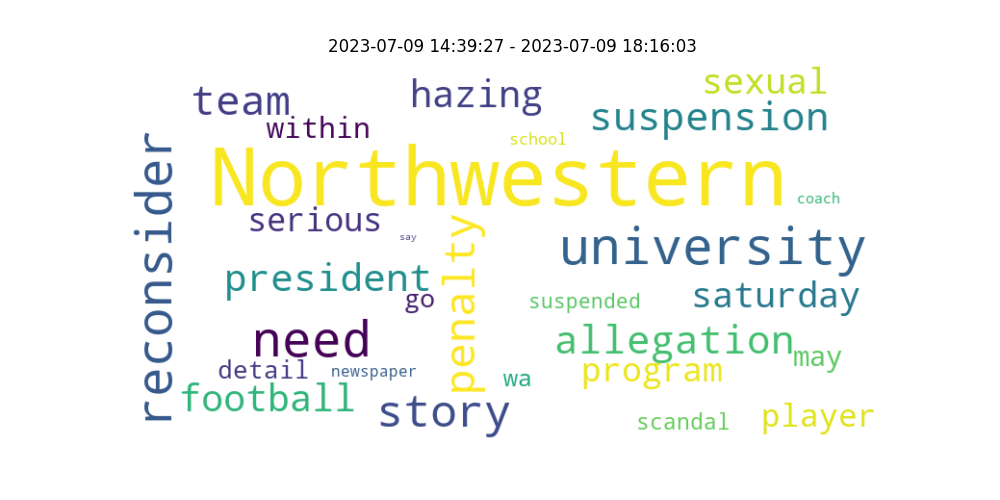 2023-07-09 14:39:27 - 2023-07-09 18:16:03
sexual
hazing
team
suspension
within
school
Northwestern
reconsider
coach
serious
say
penalty
university
president
go
suspended
saturday
need
allegation
may
detail
newspaper
wa
program
football
story
scandal
player